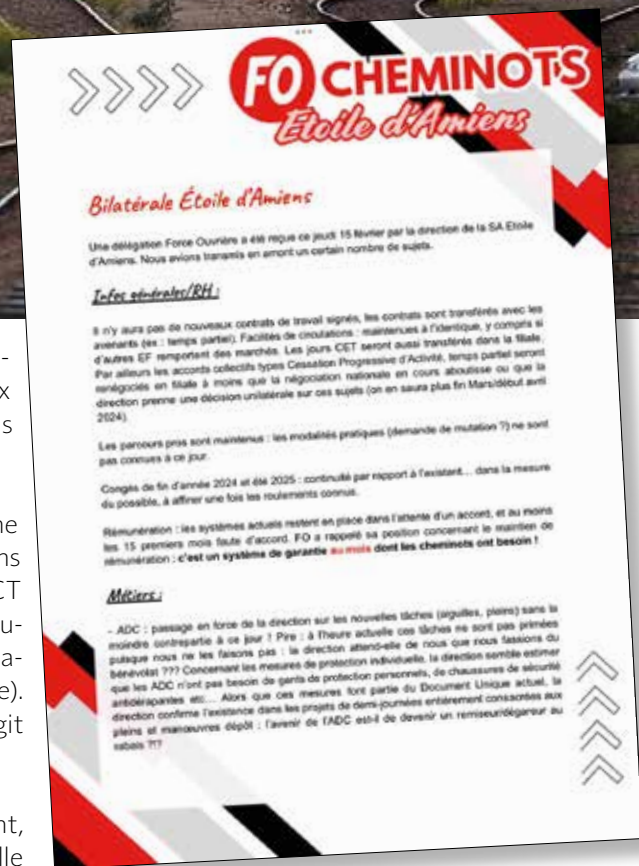 FO CHEMINOTS
Etoile d'Amiens
Bilatérale Étoile d'Amiens
Une délégation Force Ouvrière a été reçue ce jeudi 15 février par la direction de la SA Etoile
d'Amiens. Nous avions transmis en amont un certain nombre de sujets.
Infos générales/RH :
Il n'y aura pas de nouveaux contrats de travail signés, les contrats sont transférés avec les
avenants (ex : temps partiel). Facilités de circulations : maintenues à l'identique, y compris si
d'autres EF remportent des marchés. Les jours CET seront aussi transférés dans la filiale.
Par ailleurs les accords collectifs types Cessation Progressive d'Activité, temps partiel seront
renégociés en filiale à moins que la négociation nationale en cours aboutisse ou que la
direction prenne une décision unilatérale sur ces sujets (on en saura plus fin Mars/début avril
2024).
Les parcours pros sont maintenus : les modalités pratiques (demande de mutation ?) ne sont
pas connues à ce jour.
Congés de fin d'année 2024 et été 2025 : continuité par rapport à l'existant… dans la mesure
du possible, à affiner une fois les roulements connus.
Rémunération : les systèmes actuels restent en place dans l'attente d'un accord, et au moins
les 15 premiers mois faute d'accord. FO a rappelé sa position concernant le maintien de
rémunération : c'est un système de garantie au mois dont les cheminots ont besoin !
Métiers :
- ADC : passage en force de la direction sur les nouvelles tâches (aiguilles, pleins) sans la
moindre contrepartie à ce jour ! Pire : à l'heure actuelle ces tâches ne sont pas primées
puisque nous ne les faisons pas : la direction attend-elle de nous que nous fassions du
bénévolat ??? Concernant les mesures de protection individuelle, la direction semble estimer
que les ADC n'ont pas besoin de gants de protection personnels, de chaussures de sécurité
antidérapantes etc… Alors que ces mesures font partie du Document Unique actuel, la
direction confirme l'existence dans les projets de demi-journées entièrement consacrées aux
pleins et manœuvres dépôt : l'avenir de l'ADC est-il de devenir un remiseur/dégareur au
rabais ?!?
-
x
s
ne
ns
CT
u-
a-
e).
git
nt,
lle